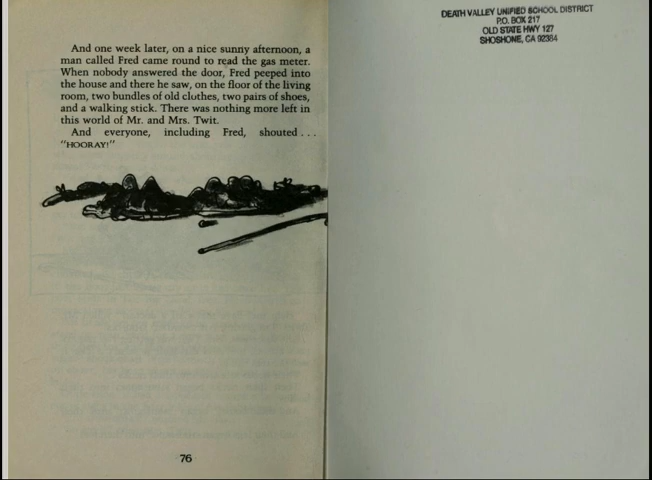 And one week later, on a nice sunny afternoon, a
man called Fred came round to read the gas meter.
When nobody answered the door, Fred peeped into
the house and there he saw, on the floor of the living
room, two bundles of old clothes, two pairs of shoes,
and a walking stick. There was nothing more left in
this world of Mr. and Mrs. Twit.
And everyone, including Fred, shouted ...
"HOORAY!"
76
DEATH VALLEY UNIFIED SCHOOL DISTRICT
P.O. BOX 217
OLD STATE HWY 127
SHOSHONE, CA 92384